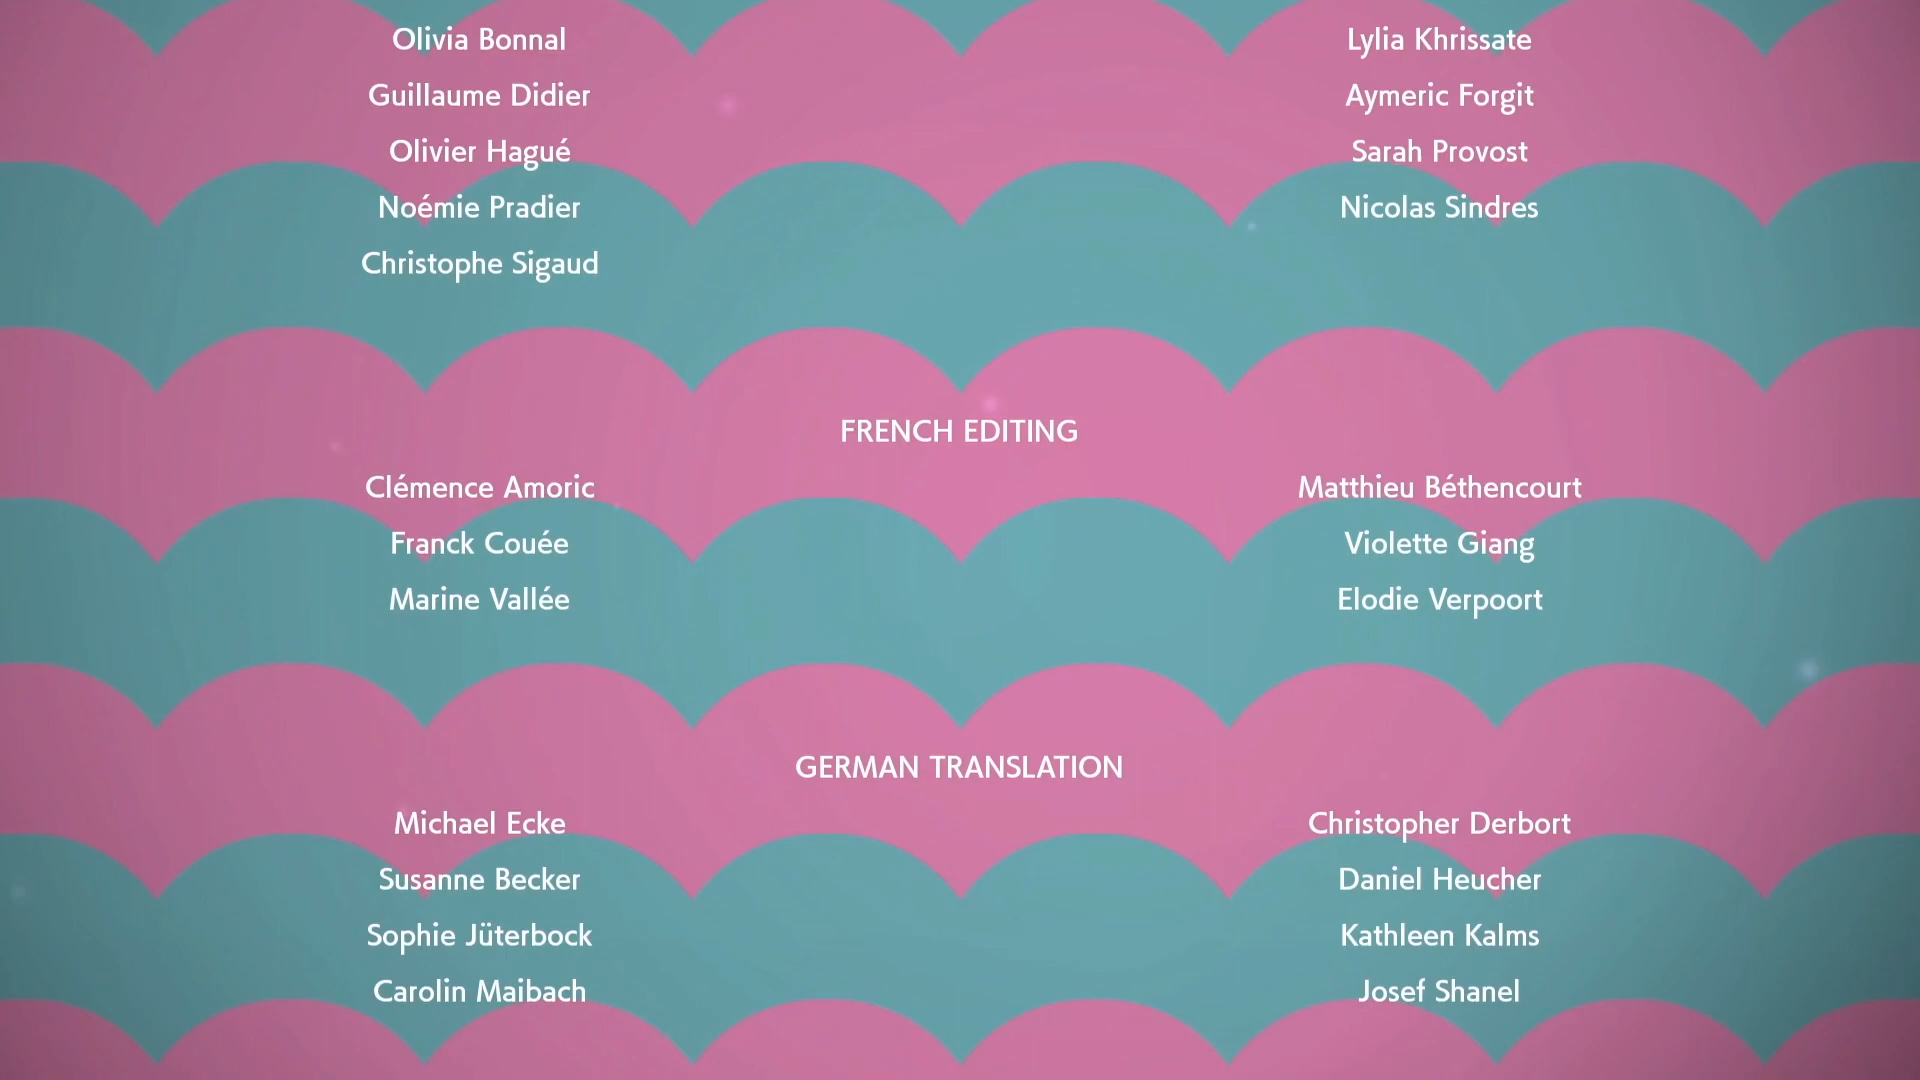 Olivia Bonnal Lylia Khrissate
Guillaume Didier Aymeric Forgit
Olivier Hagué Sarah Provost
Noémie Pradier Nicolas Sindres
Christophe Sigaud
FRENCH EDITING
Clémence Amoric Matthieu Béthencourt
Franck Couée Violette Giang
Marine Vallée Elodie Verpoort
GERMAN TRANSLATION
Michael Ecke Christopher Derbort
Susanne Becker Daniel Heucher
Sophie Jüterbock Kathleen Kalms
Carolin Maibach Josef Shanel